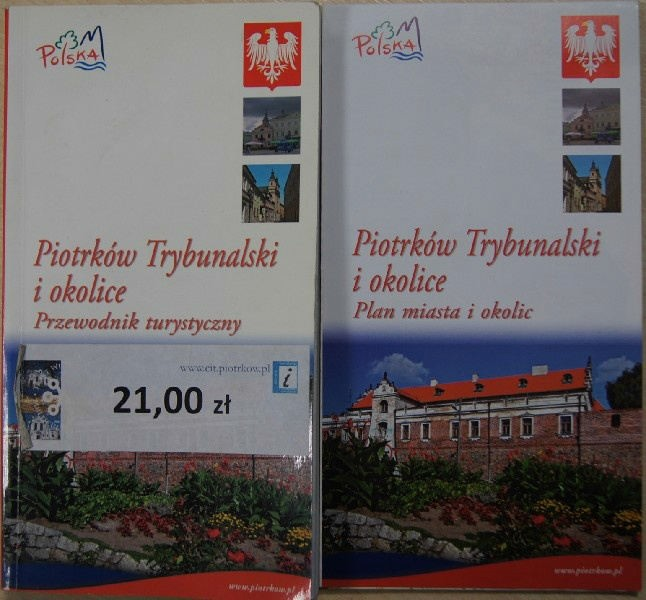 PolskA
Piotrków Trybunalski
i okolice
Przewodnik turystyczny
www.cit.piotrkow.pl
i
21,00 zł
www.piotrkow.pl
PolskA
Piotrków Trybunalski
i okolice
Plan miasta i okolic
www.piotrkow.pl